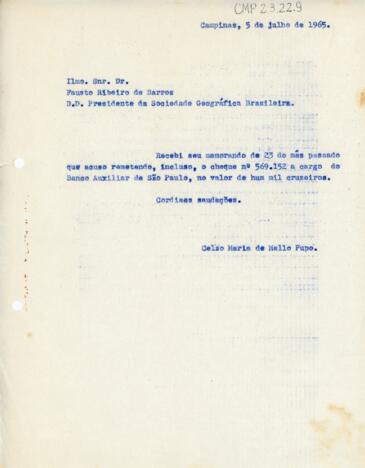 CMP 2.3.22.9
Campinas, 5 de julho de 1965.
Ilmo. Snr. Dr.
Fausto Ribeiro de Barros
D.D. Presidente da Sociedade Geográfica Brasileira.
Recebi seu memorando de 23 do mês passado
que acuso remetendo, incluso, o cheque nº 569.152 a cargo do
Banco Auxiliar de São Paulo, no valor de hum mil cruzeiros.
Cordiaes saudações.
Celso Maria de Mello Pupo.